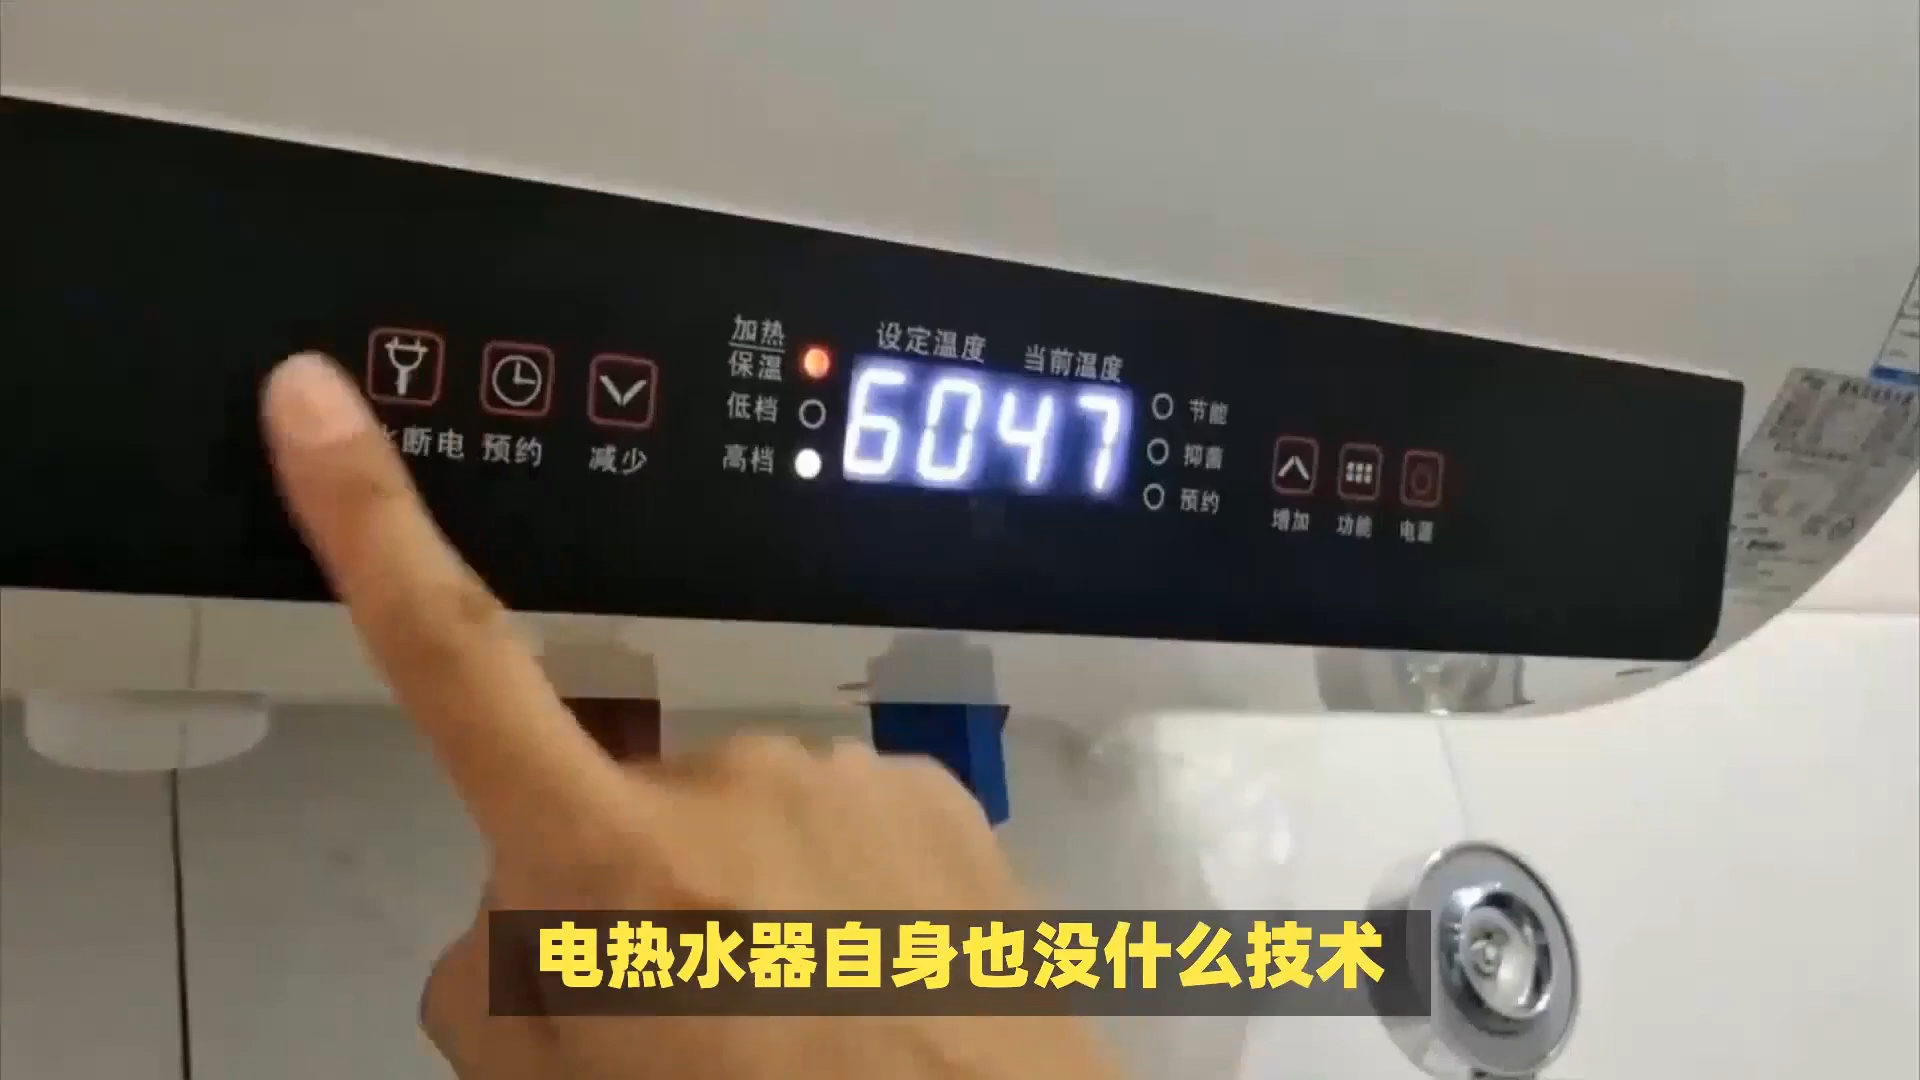 加热
保温
低档
高档
设定温度
当前温度
6047
节能
抑菌
预约
断电
预约
减少
增加
功能
电源
电热水器自身也没什么技术